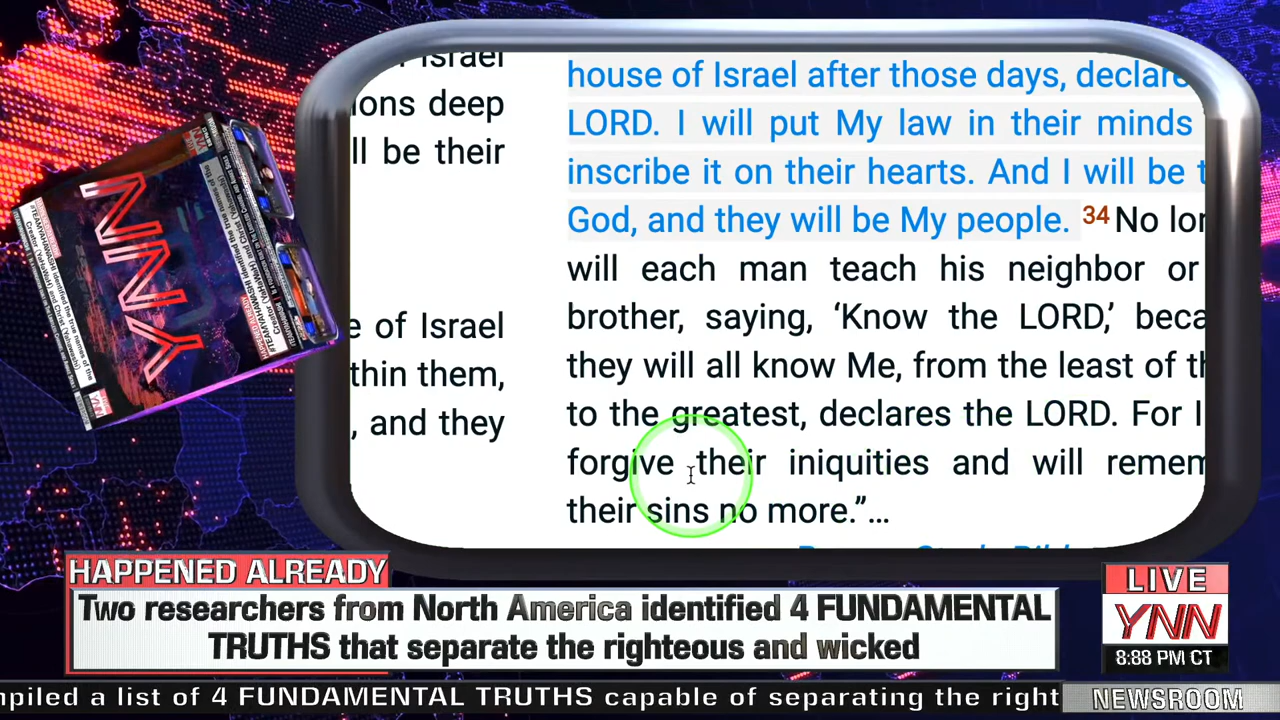 f Israel
ions deep
ll be their
e of Israel
thin them,
, and they
house of Israel after those days, declare
LORD. I will put My law in their minds
inscribe it on their hearts. And I will be t
God, and they will be My people. 34 No lon
will each man teach his neighbor or
brother, saying, ‘Know the LORD,’ beca
they will all know Me, from the least of th
to the greatest, declares the LORD. For I
forgive their iniquities and will remem
their sins no more.”…
YNN
HAPPENED ALREADY
Two researchers from North America identified 4 FUNDAMENTAL
TRUTHS that separate the righteous and wicked
LIVE
YNN
8:88 PM CT
mpiled a list of 4 FUNDAMENTAL TRUTHS capable of separating the right
NEWSROOM